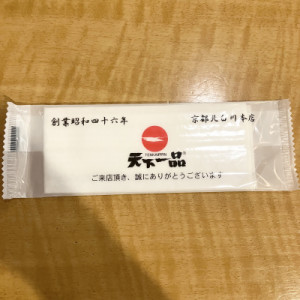 創業昭和四十六年
京都北白川本店
天下一品®
ご来店頂き、誠にありがとうございます